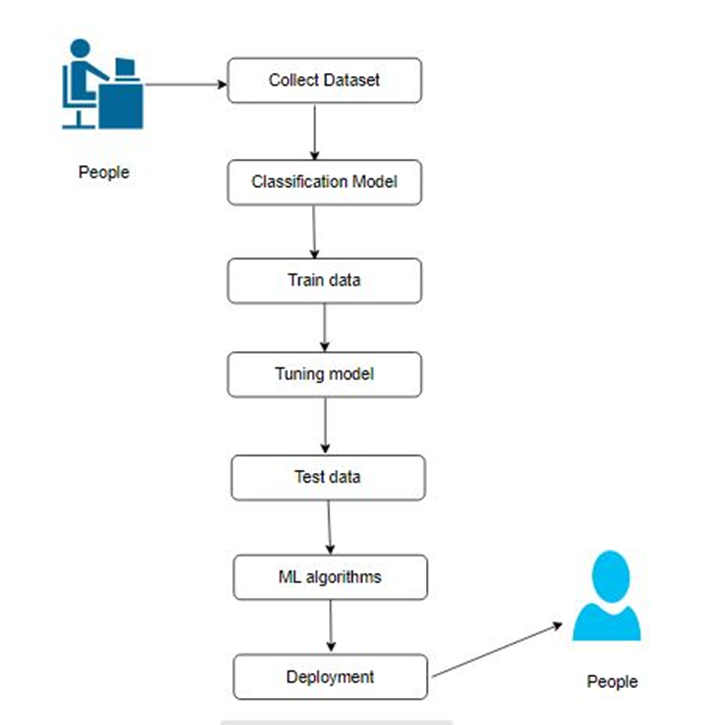 Collect Dataset
People
Classification Model
Train data
Tuning model
Test data
ML algorithms
Deployment
People